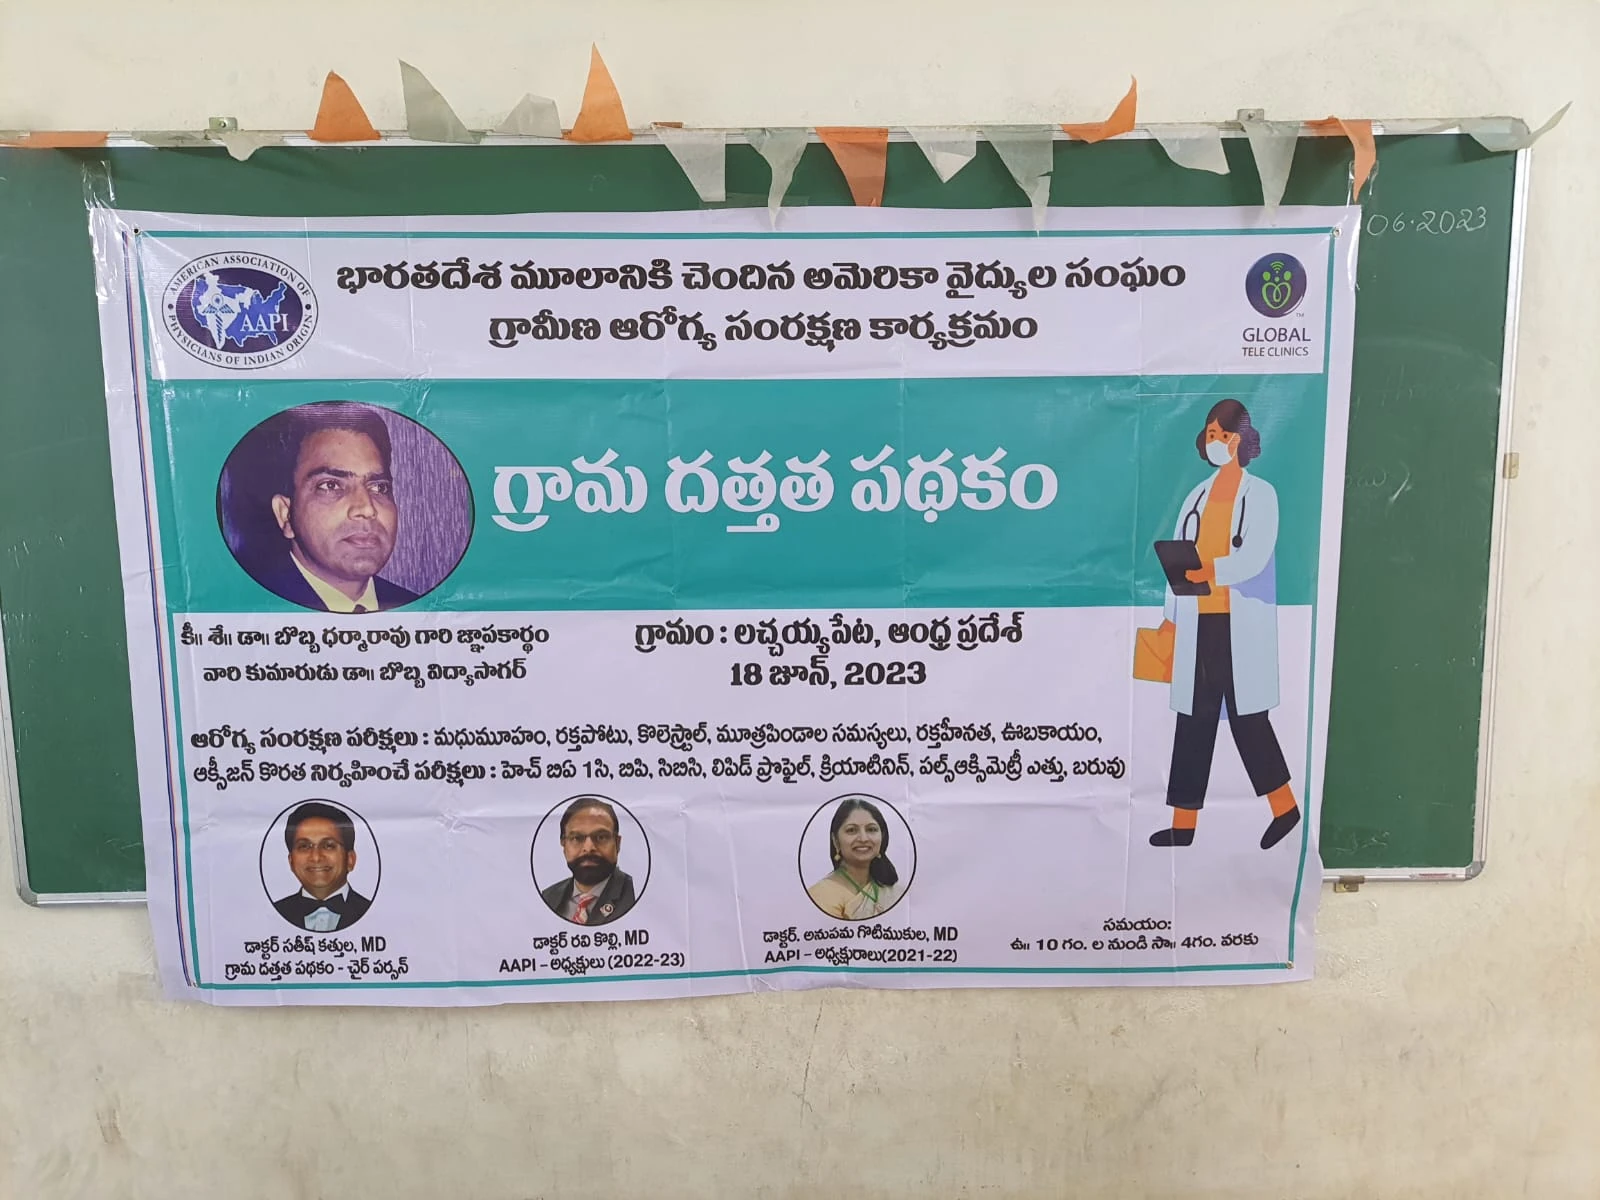 AMERICAN ASSOCIATION OF
PHYSICIANS OF INDIAN ORIGIN
AAPI
భారతదేశ మూలానికి చెందిన అమెరికా వైద్యుల సంఘం
గ్రామీణ ఆరోగ్య సంరక్షణ కార్యక్రమం
GLOBAL
TELE CLINICS
06.2023
గ్రామ దత్తత పథకం
కీ॥ శే॥ డా॥ బొబ్బ ధర్మారావు గారి జ్ఞాపకార్థం
వారి కుమారుడు డా॥ బొబ్బ విద్యాసాగర్
గ్రామం : లచ్చయ్యపేట, ఆంధ్ర ప్రదేశ్
18 జూన్, 2023
ఆరోగ్య సంరక్షణ పరీక్షలు : మధుమూహం, రక్తపోటు, కొలెస్ట్రాల్, మూత్రపిండాల సమస్యలు, రక్తహీనత, ఊబకాయం,
ఆక్సీజన్ కొరత నిర్వహించే పరీక్షలు : హెచ్ బిఏ 1సి, బిపి, సిబిసి, లిపిడ్ ప్రొఫైల్, క్రియాటినిన్, పల్స్ఆక్సిమెట్రీ ఎత్తు, బరువు
డాక్టర్ సతీష్ కత్తుల, MD
గ్రామ దత్తత పథకం - చైర్ పర్సన్
డాక్టర్ రవి కొల్లి, MD
AAPI – అధ్యక్షులు (2022-23)
డాక్టర్. అనుపమ గొటిముకుల, MD
AAPI – అధ్యక్షురాలు(2021-22)
సమయం:
ఉ॥ 10 గం. ల నుండి సా॥ 4గం. వరకు